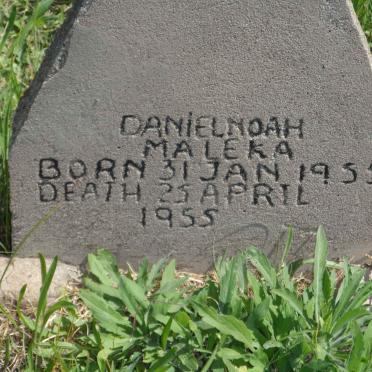 DANiELNOAH
MALEKA
BORN 31 JAN 1955
DEATH 25 APRIL
1955